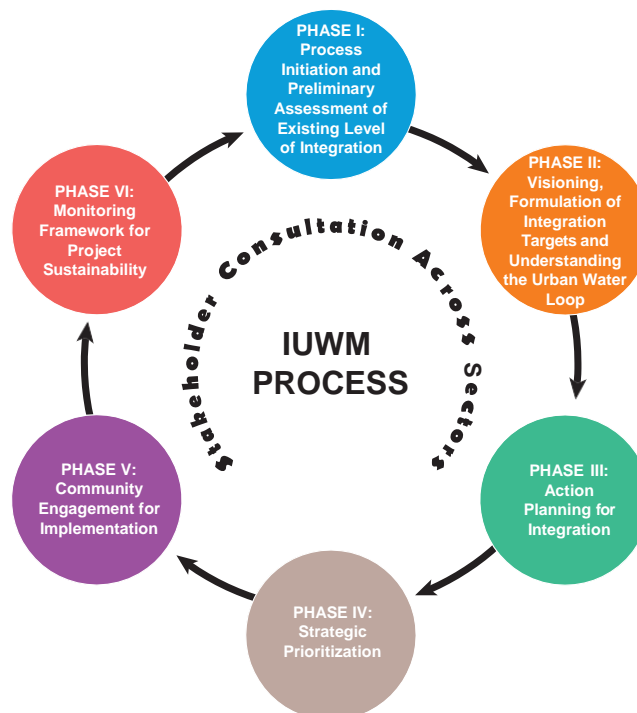 PHASE I:
Process
Initiation and
Preliminary
Assessment of
Existing Level
of Integration
PHASE II:
Visioning,
Formulation of
Integration
Targets and
Understanding
the Urban Water
Loop
PHASE III:
Action
Planning for
Integration
PHASE IV:
Strategic
Prioritization
PHASE V:
Community
Engagement for
Implementation
PHASE VI:
Monitoring
Framework for
Project
Sustainability
Stakeholder Consultation Across Sectors
IUWM
PROCESS